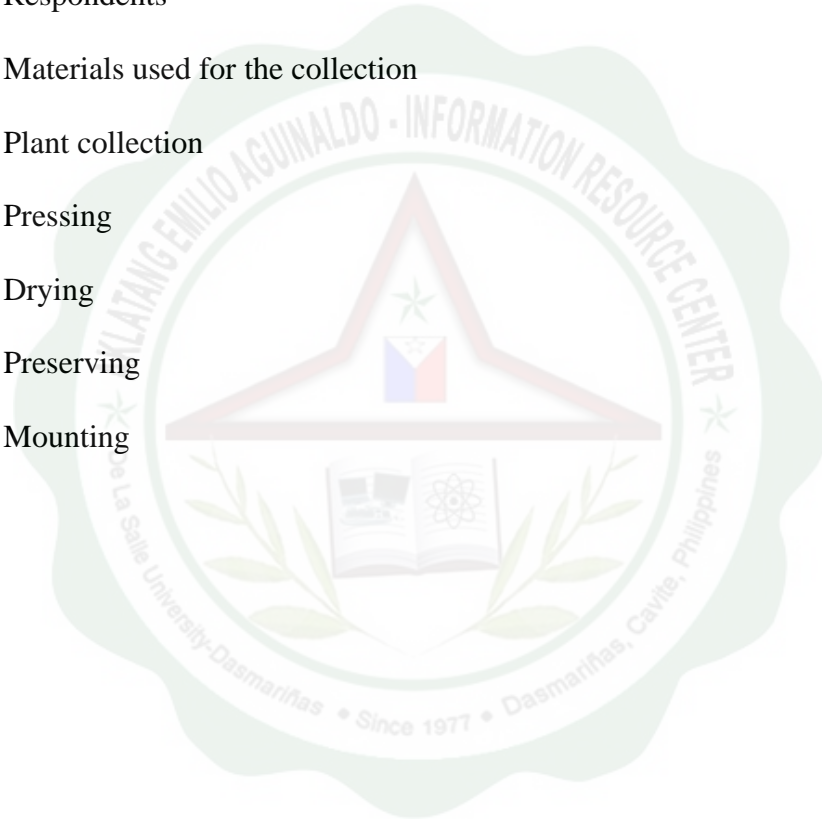 Respondents
Materials used for the collection
Plant collection
Pressing
Drying
Preserving
Mounting
KLATANG EMILIO AGUINALDO - INFORMATION RESOURCE CENTER
De La Salle University-Dasmariñas • Since 1977 • Dasmariñas, Cavite, Philippines